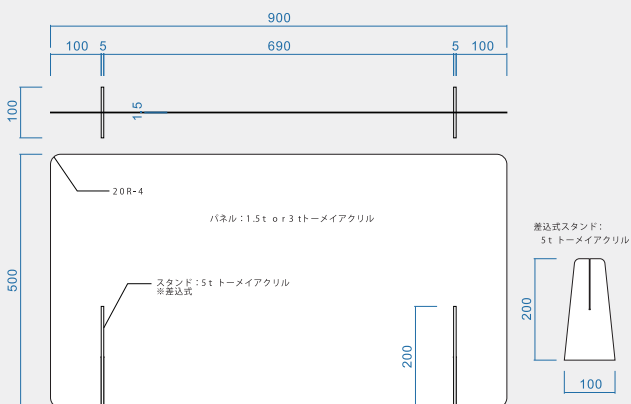 900
100 5 690 5 100
100
1.5
20R-4
パネル：1.5t or3 tトーメイアクリル
差込式スタンド：
5t トーメイアクリル
500
スタンド：5t トーメイアクリル
※差込式
200
200
100